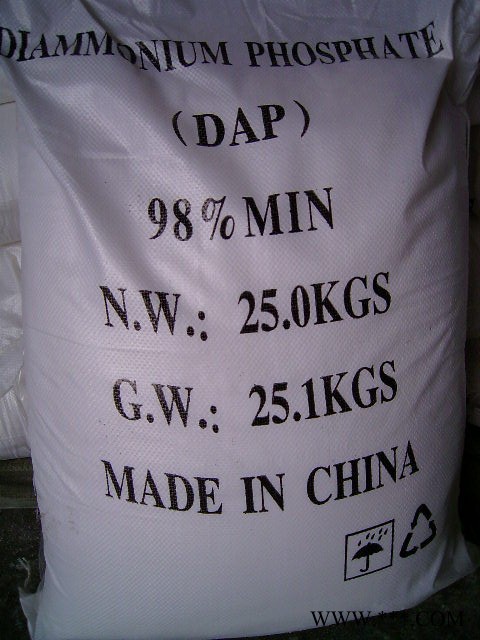 DIAMMONIUM PHOSPHATE
(DAP)
98%MIN
N.W.: 25.0KGS
G.W.: 25.1KGS
MADE IN CHINA